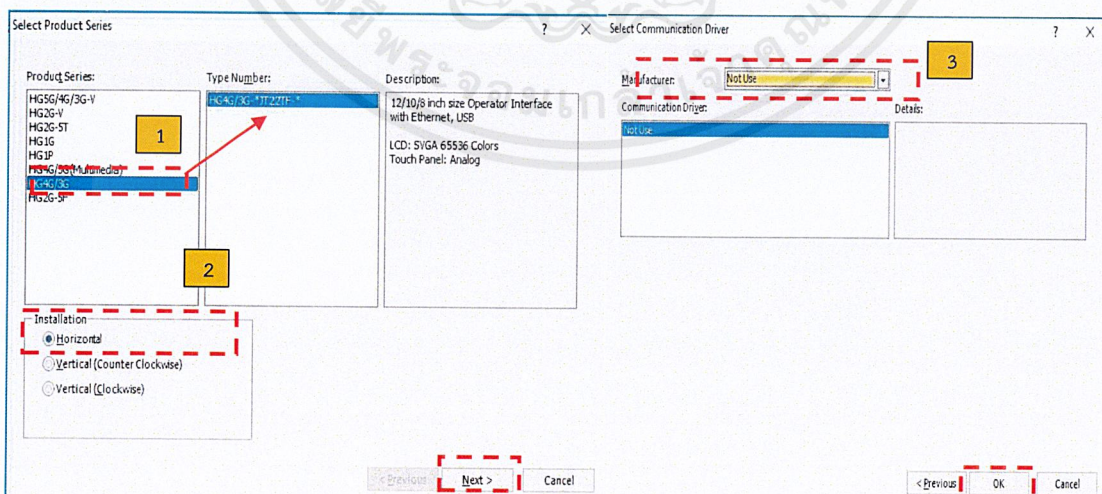 Select Product Series
? X
Product Series:
HG5G/4G/3G-V
HG2G-V
HG2G-5T
HG1G
HG1P
HG4G/5G(Multimedia)
HG4G/3G
HG2G-5F
1
2
Type Number:
HG4G/3G-*JT22TF-*
Description:
12/10/8 inch size Operator Interface
with Ethernet, USB
LCD: SVGA 65536 Colors
Touch Panel: Analog
Installation
Horizontal
Vertical (Counter Clockwise)
Vertical (Clockwise)
< Previous
Next >
Cancel
Select Communication Driver
? X
Manufacturer:
Not Use
3
Communication Driver:
Not Use
Details:
< Previous
OK
Cancel